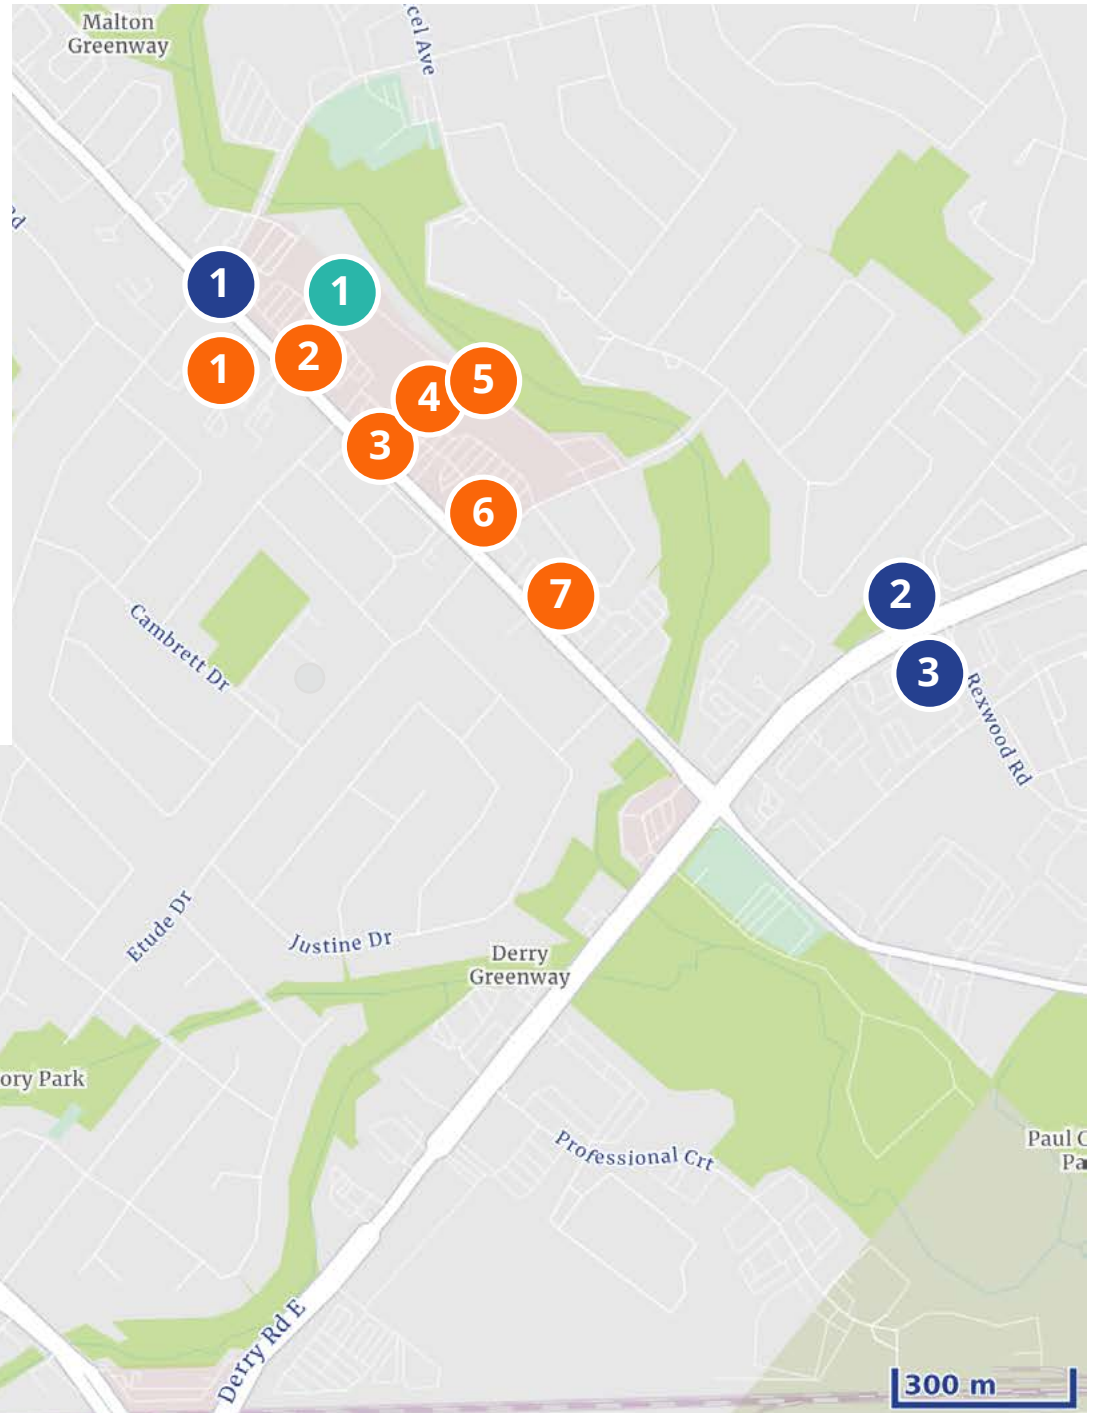 Malton
Greenway
cel Ave
Rd
1
1
1
2
5
4
3
6
7
2
3
Cambrett Dr
Rexwood Rd
Etude Dr
Justine Dr
Derry
Greenway
ory Park
Professional Crt
Paul C
Pa
Derry Rd E
300 m